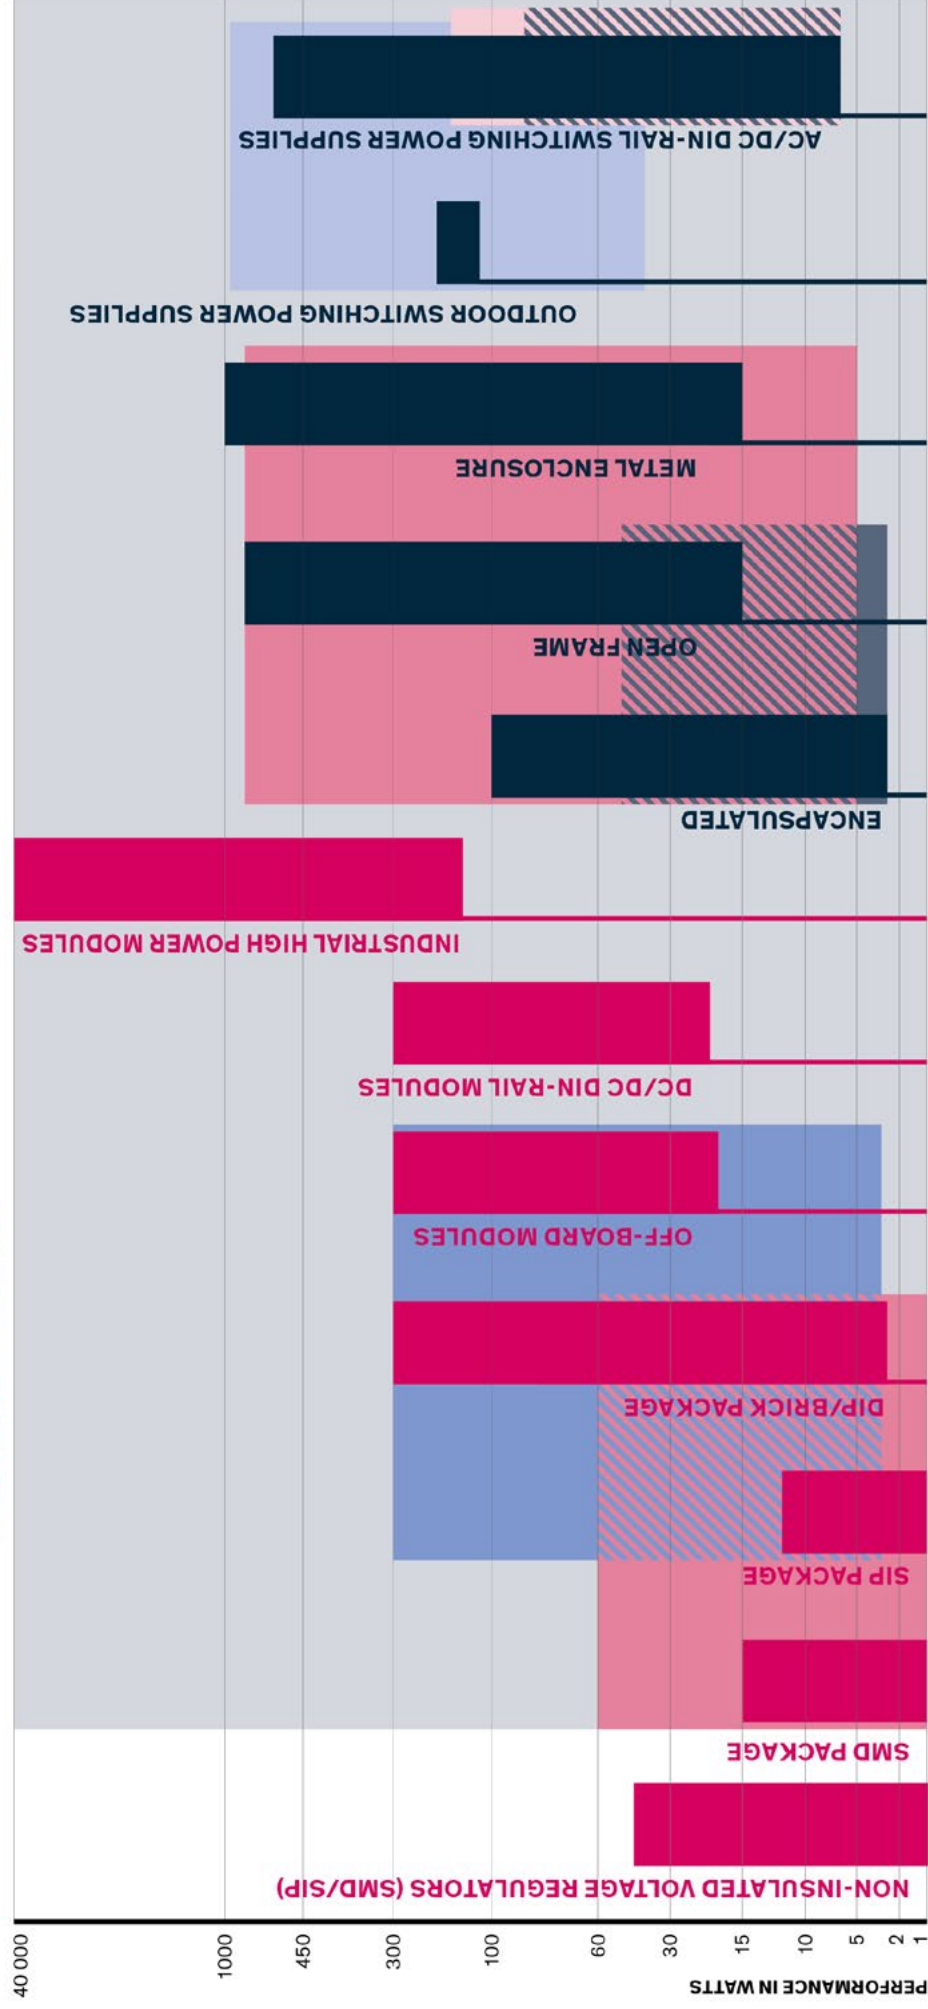 PERFORMANCE IN WATTS
1
2
5
10
15
30
60
100
300
450
1000
40 000
NON-INSULATED VOLTAGE REGULATORS (SMD/SIP)
SMD PACKAGE
SIP PACKAGE
DIP/BRICK PACKAGE
OFF-BOARD MODULES
DC/DC DIN-RAIL MODULES
INDUSTRIAL HIGH POWER MODULES
ENCAPSULATED
OPEN FRAME
METAL ENCLOSURE
OUTDOOR SWITCHING POWER SUPPLIES
AC/DC DIN-RAIL SWITCHING POWER SUPPLIES